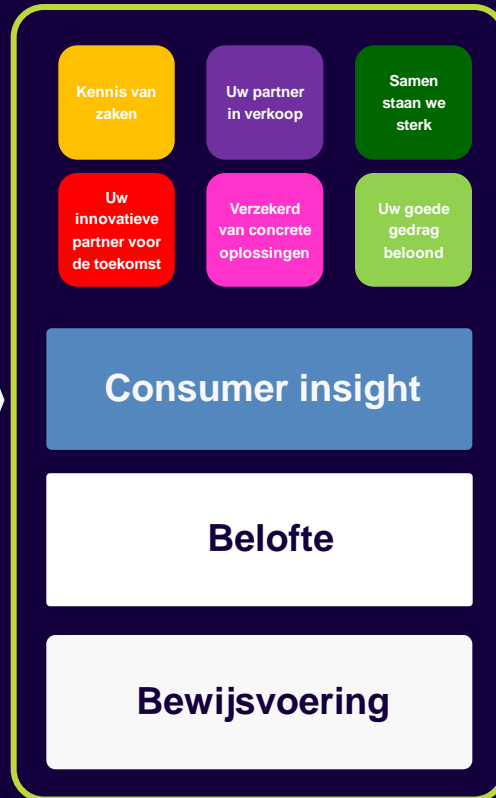 Kennis van
zaken
Uw partner
in verkoop
Samen
staan we
sterk
Uw
innovatieve
partner voor
de toekomst
Verzekerd
van concrete
oplossingen
Uw goede
gedrag
beloond
Consumer insight
Belofte
Bewijsvoering